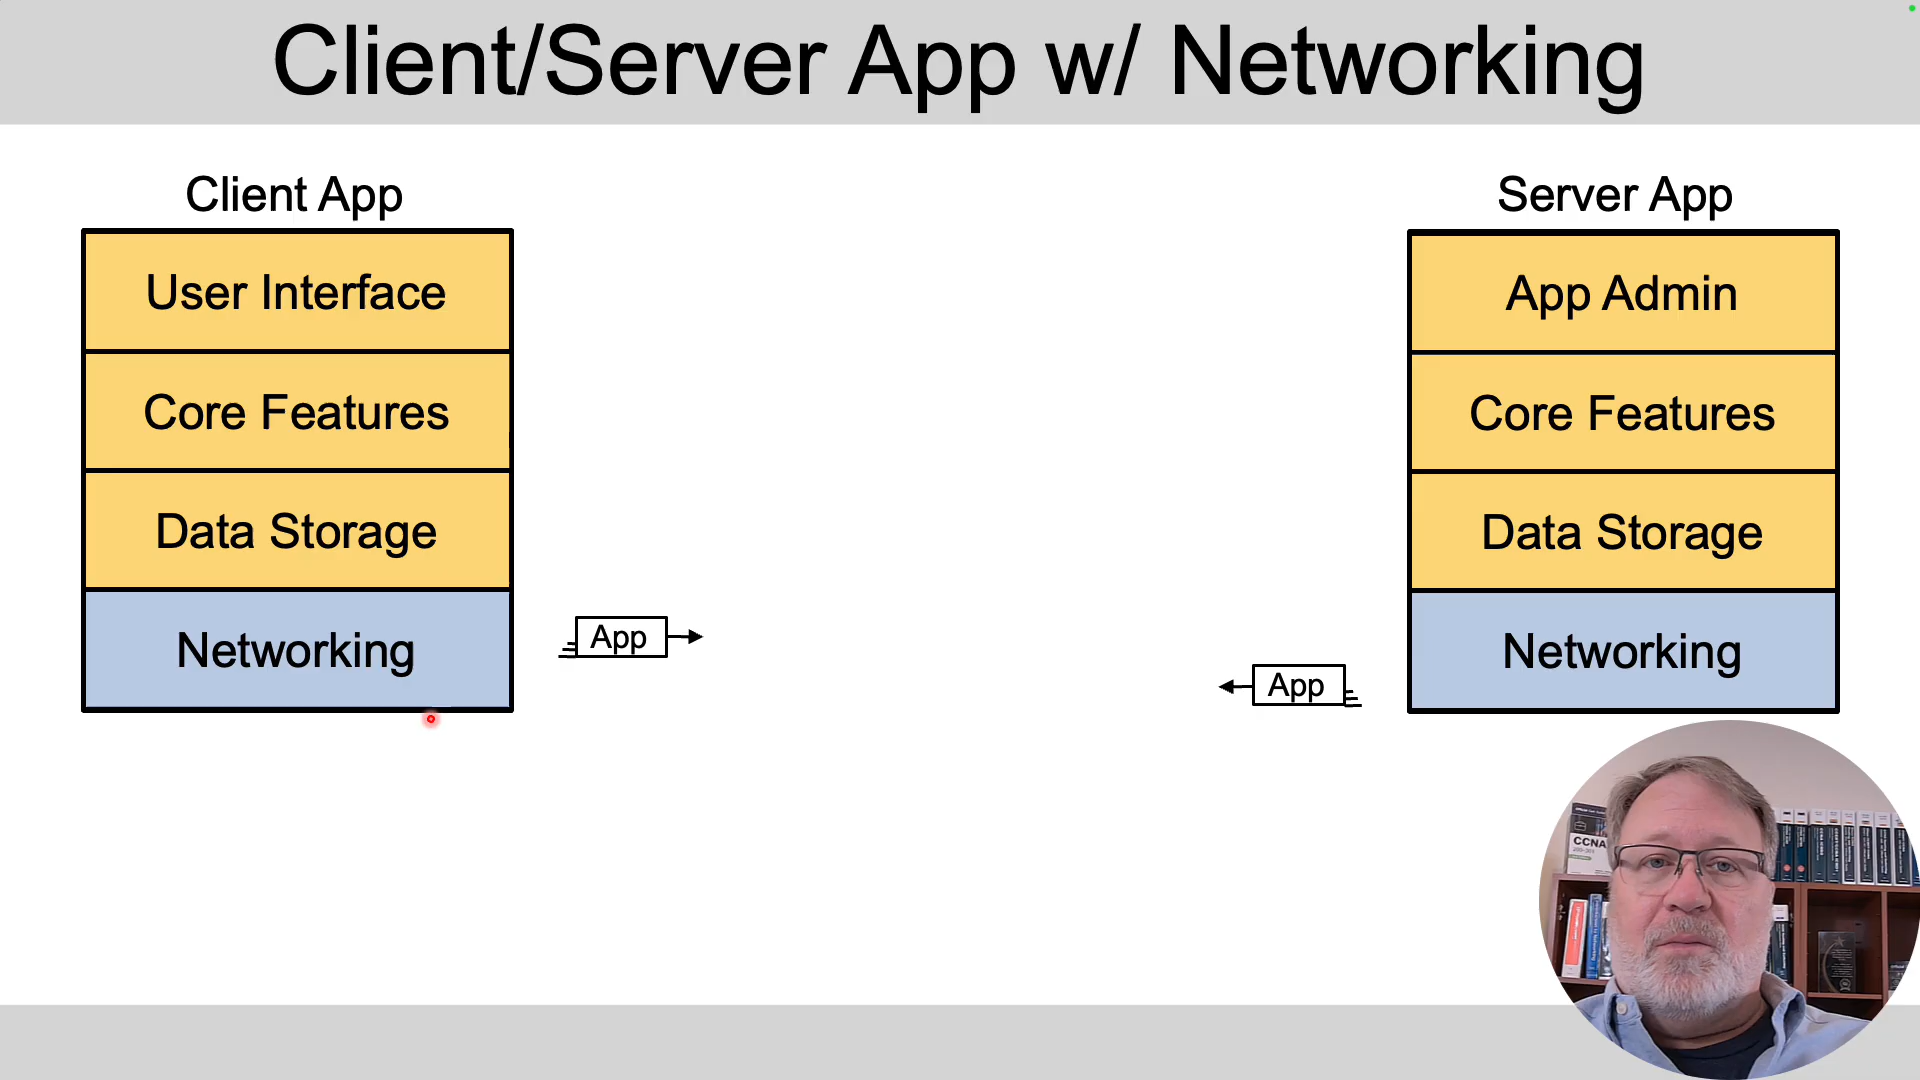 Client/Server App w/ Networking
Client App
User Interface
Core Features
Data Storage
Networking
App
Server App
App Admin
Core Features
Data Storage
Networking
App
CCNA